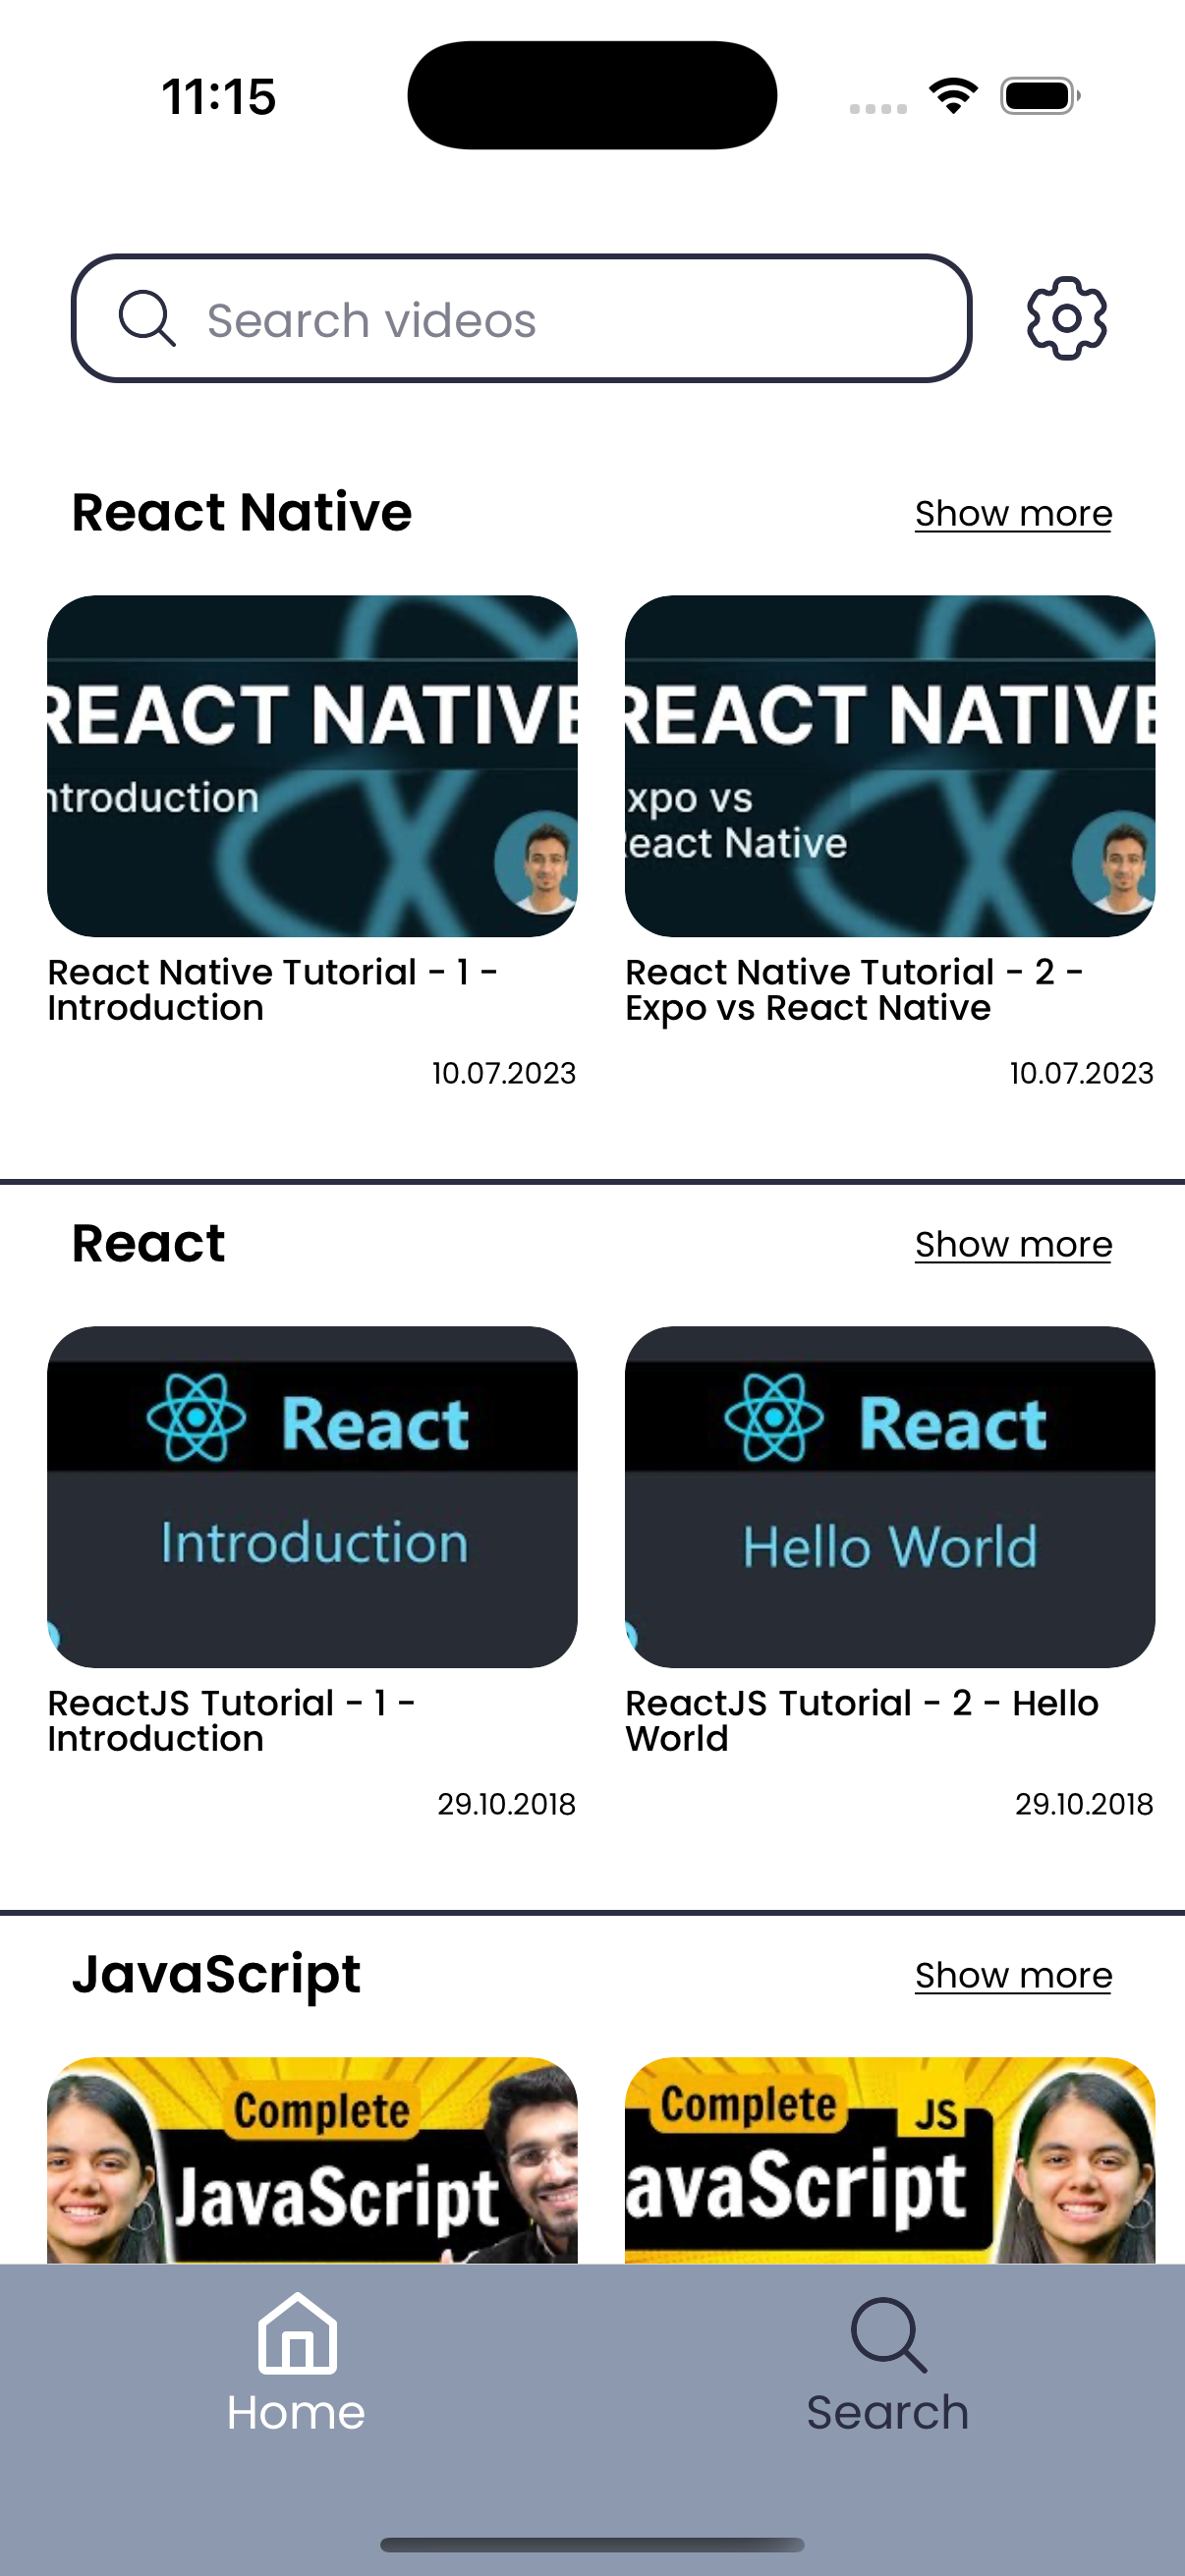 11:15
Search videos
React Native
Show more
REACT NATIVE
ntroduction
REACT NATIVE
xpo vs
React Native
React Native Tutorial - 1 -
Introduction
10.07.2023
React Native Tutorial - 2 -
Expo vs React Native
10.07.2023
React
Show more
React
Introduction
React
Hello World
ReactJS Tutorial - 1 -
Introduction
29.10.2018
ReactJS Tutorial - 2 - Hello
World
29.10.2018
JavaScript
Show more
Complete
JavaScript
Complete
JS
avaScript
Home
Search